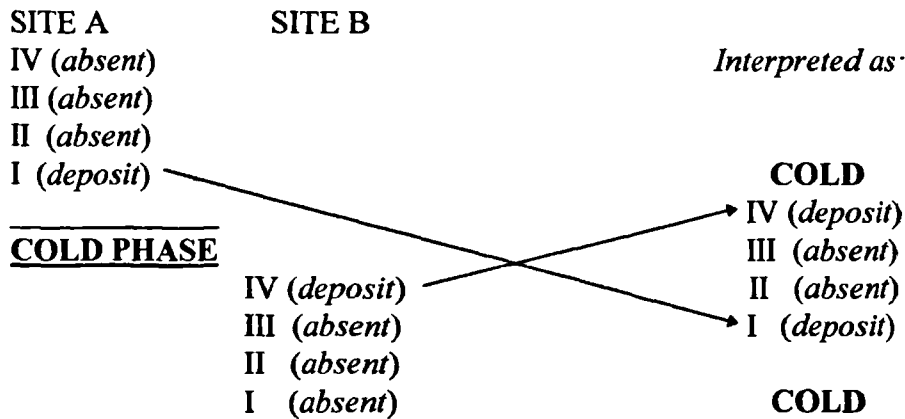 SITE A SITE B
IV (absent) Interpreted as·
III (absent)
II (absent)
I (deposit) COLD
IV (deposit)
COLD PHASE III (absent)
IV (deposit) II (absent)
III (absent) I (deposit)
II (absent)
I (absent) COLD